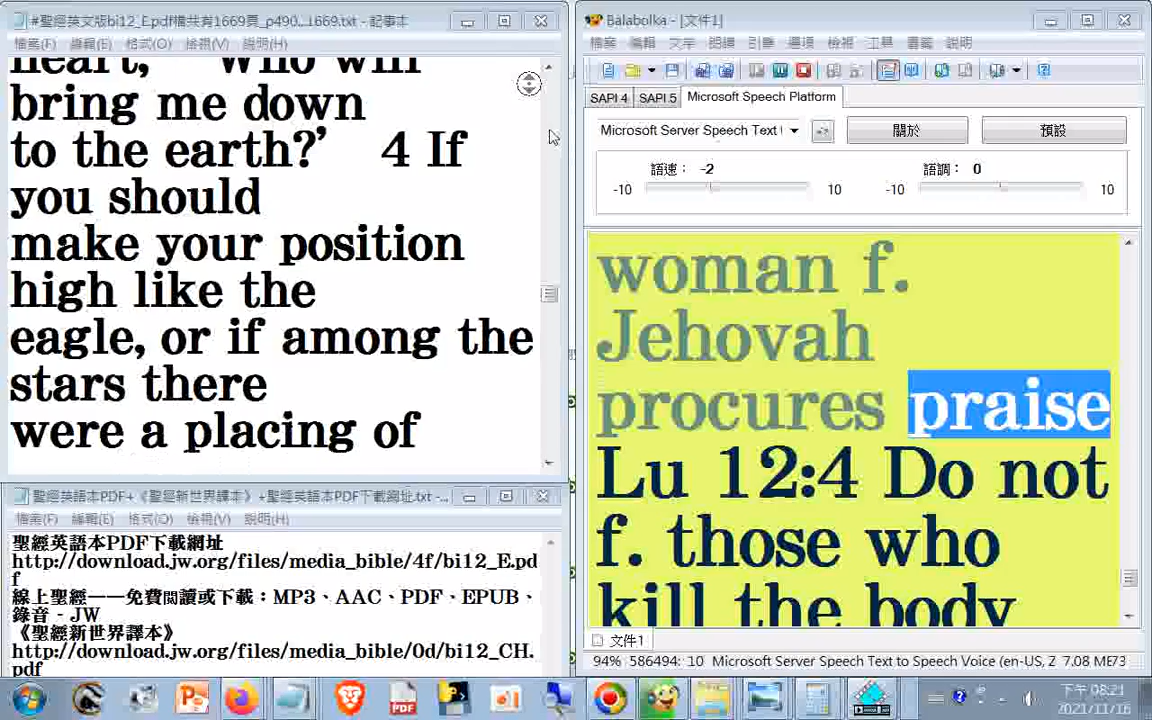 #聖經英文版bi12_E.pdf檔共有1669頁_p490...1669.txt - 記事本
檔案(F) 編輯(E) 格式(O) 檢視(V) 說明(H)
heart, 'Who will
bring me down
to the earth?’ 4 If
you should
make your position
high like the
eagle, or if among the
stars there
were a placing of
聖經英語本PDF+《聖經新世界譯本》+聖經英語本PDF下載網址.txt - ...
檔案(F) 編輯(E) 格式(O) 檢視(V) 說明(H)
聖經英語本PDF下載網址
http://download.jw.org/files/media_bible/4f/bi12_E.pd
f
線上聖經——免費閱讀或下載：MP3、AAC、PDF、EPUB、
錄音 - JW
《聖經新世界譯本》
http://download.jw.org/files/media_bible/0d/bi12_CH.
pdf
Balabolka - [文件1]
檔案 編輯 文字 朗讀 引擎 選項 檢視 工具 書籤 說明
SAPI 4 SAPI 5 Microsoft Speech Platform
Microsoft Server Speech Text 關於 預設
語速： -2 語調： 0
-10 10 -10 10
woman f.
Jehovah
procures praise
Lu 12:4 Do not
f. those who
kill the body
文件1
94% 586494: 10 Microsoft Server Speech Text to Speech Voice (en-US, Z 7.08 ME73
下午 08:21
2021/11/16